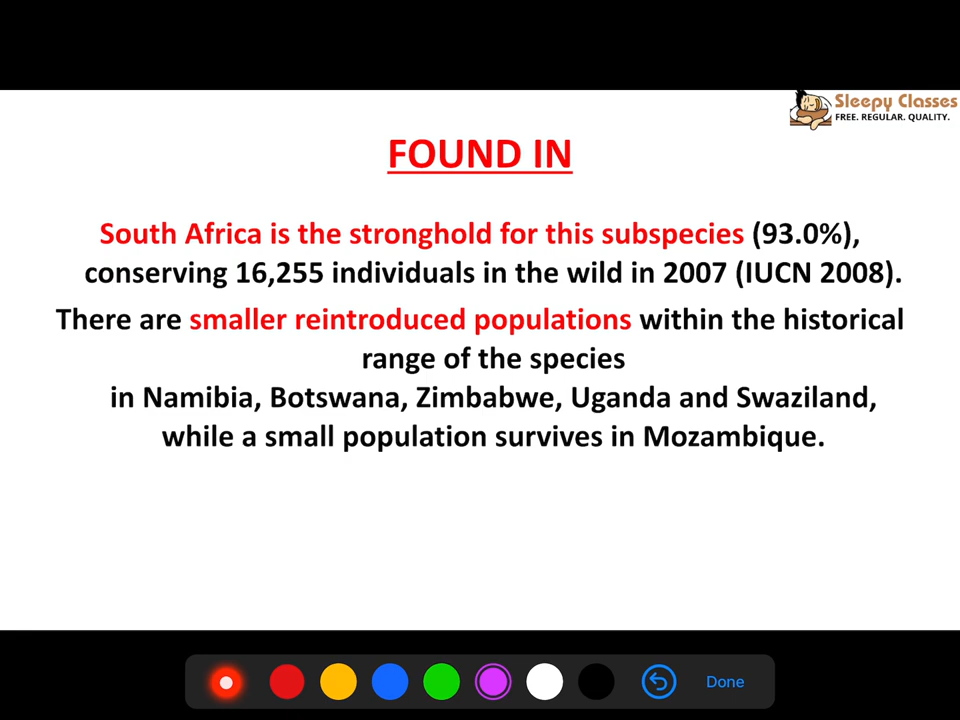 Sleepy Classes
FREE. REGULAR. QUALITY.
FOUND IN
South Africa is the stronghold for this subspecies (93.0%),
conserving 16,255 individuals in the wild in 2007 (IUCN 2008).
There are smaller reintroduced populations within the historical
range of the species
in Namibia, Botswana, Zimbabwe, Uganda and Swaziland,
while a small population survives in Mozambique.
Done